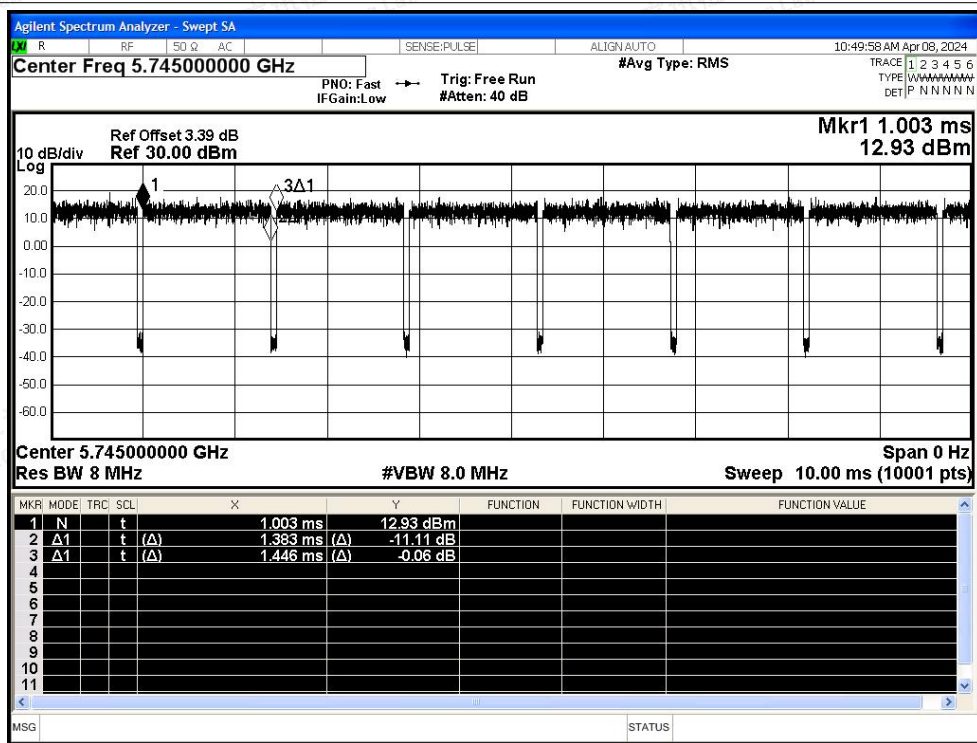 Agilent Spectrum Analyzer - Swept SA
LXI R RF 50 Ω AC SENSE:PULSE ALIGN AUTO 10:49:58 AM Apr 08, 2024
Center Freq 5.745000000 GHz #Avg Type: RMS TRACE 1 2 3 4 5 6
PNO: Fast Trig: Free Run TYPE WWWWWW
IFGain:Low #Atten: 40 dB DET P N N N N N
Mkr1 1.003 ms
Ref Offset 3.39 dB
10 dB/div Ref 30.00 dBm 12.93 dBm
Log
20.0
1 3Δ1
10.0
0.00
-10.0
-20.0
-30.0
-40.0
-50.0
-60.0
Center 5.745000000 GHz Span 0 Hz
Res BW 8 MHz #VBW 8.0 MHz Sweep 10.00 ms (10001 pts)
MKR MODE TRC SCL X Y FUNCTION FUNCTION WIDTH FUNCTION VALUE
1 N t 1.003 ms 12.93 dBm
2 Δ1 t (Δ) 1.383 ms (Δ) -11.11 dB
3 Δ1 t (Δ) 1.446 ms (Δ) -0.06 dB
4
5
6
7
8
9
10
11
MSG STATUS